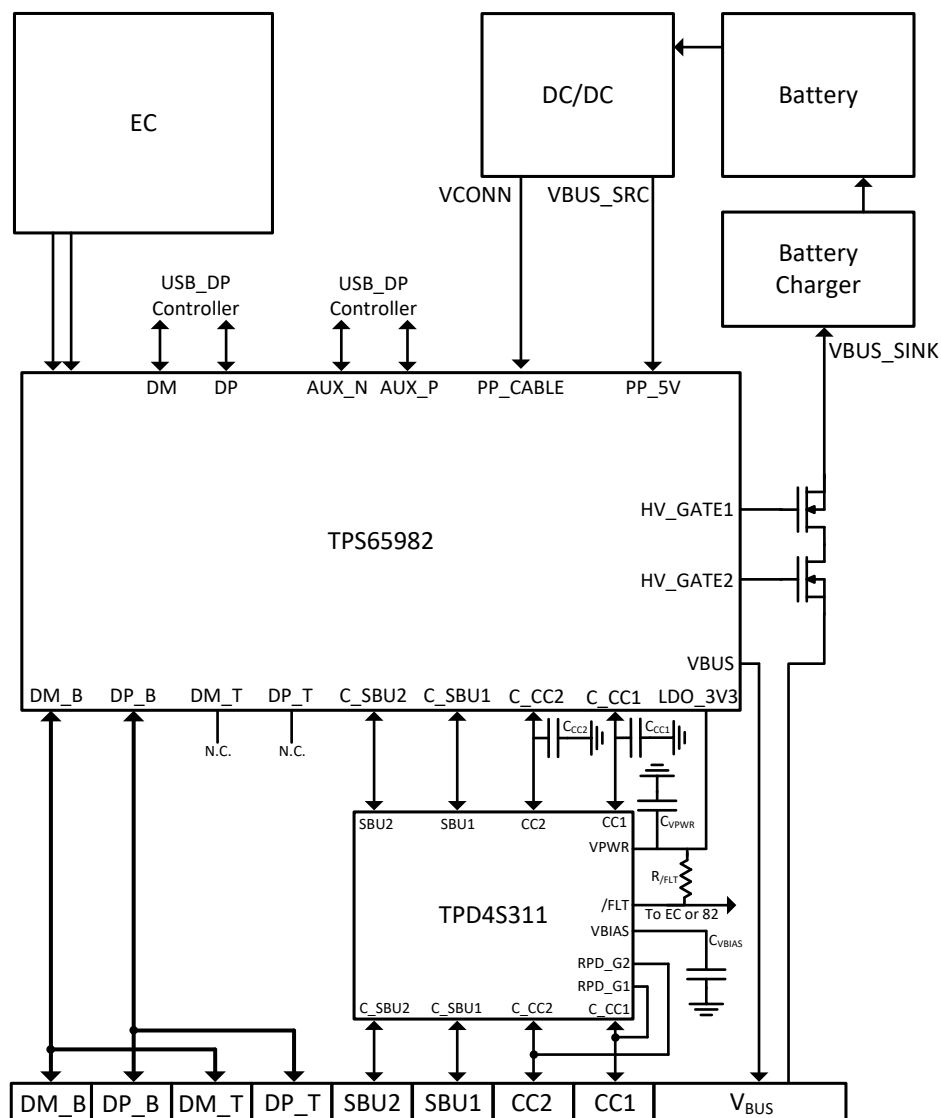 EC
DC/DC
Battery
VCONN
VBUS_SRC
Battery
Charger
USB_DP
Controller
USB_DP
Controller
VBUS_SINK
DM
DP
AUX_N
AUX_P
PP_CABLE
PP_5V
HV_GATE1
TPS65982
HV_GATE2
VBUS
DM_B
DP_B
DM_T
DP_T
C_SBU2
C_SBU1
C_CC2
C_CC1
LDO_3V3
N.C.
N.C.
CCC2
CCC1
CVPWR
SBU2
SBU1
CC2
CC1
VPWR
R/FLT
TPD4S311
/FLT
To EC or 82
VBIAS
CVBIAS
RPD_G2
RPD_G1
C_SBU2
C_SBU1
C_CC2
C_CC1
DM_B
DP_B
DM_T
DP_T
SBU2
SBU1
CC2
CC1
VBUS